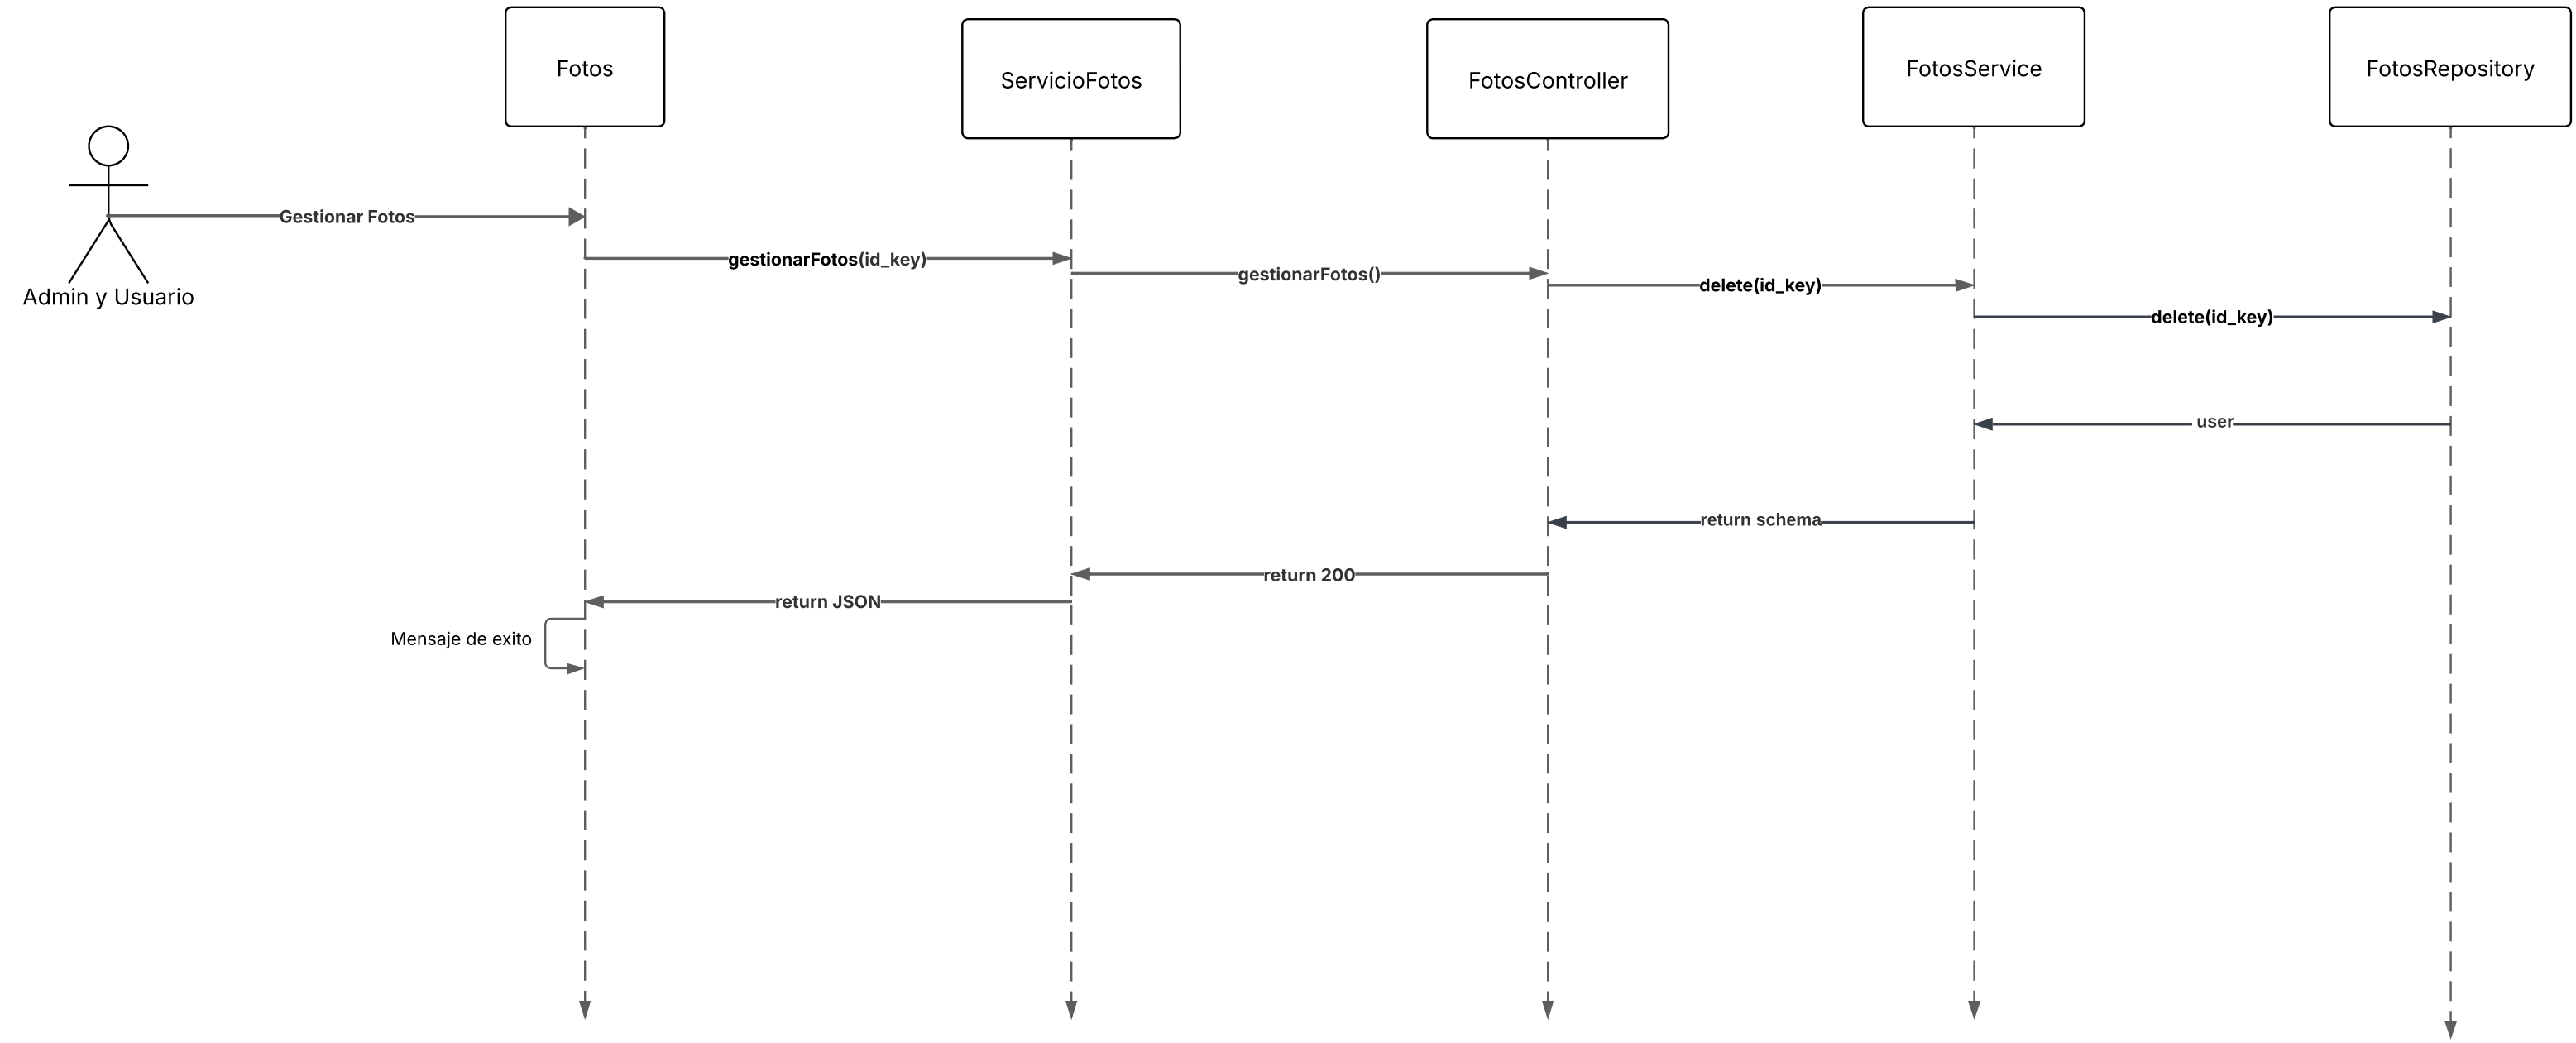 Fotos
ServicioFotos
FotosController
FotosService
FotosRepository
Admin y Usuario
Gestionar Fotos
gestionarFotos(id_key)
gestionarFotos()
delete(id_key)
delete(id_key)
user
return schema
return 200
return JSON
Mensaje de exito